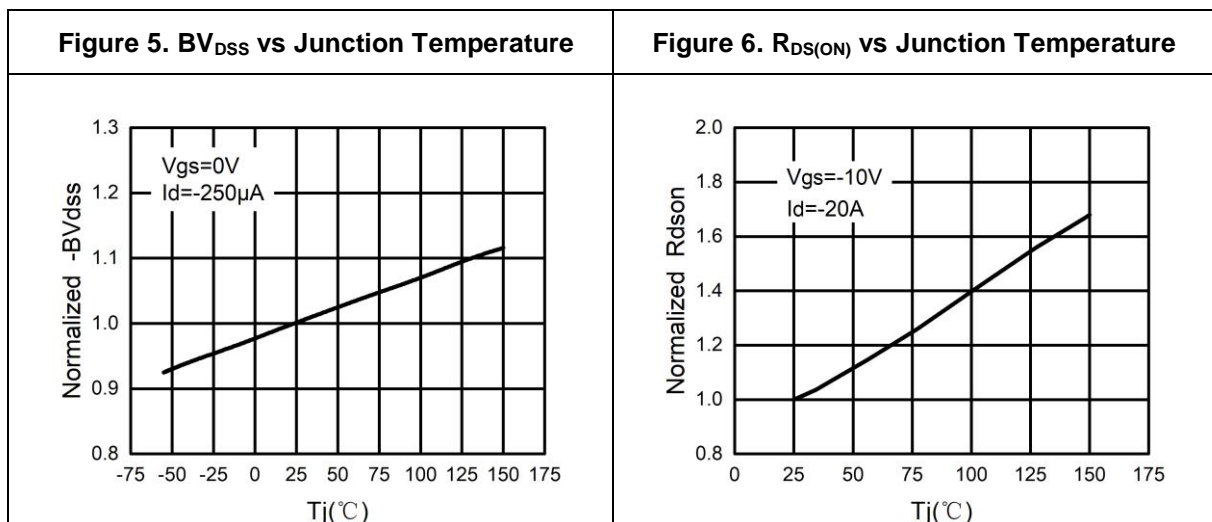 Figure 5. BVDSS vs Junction Temperature
Figure 6. RDS(ON) vs Junction Temperature
1.3
1.2
1.1
1.0
0.9
0.8
Normalized -BVdss
Vgs=0V
Id=-250μA
-75 -50 -25 0 25 50 75 100 125 150 175
Tj(℃)
2.0
1.8
1.6
1.4
1.2
1.0
0.8
Normalized Rdson
Vgs=-10V
Id=-20A
0 25 50 75 100 125 150 175
Tj(℃)